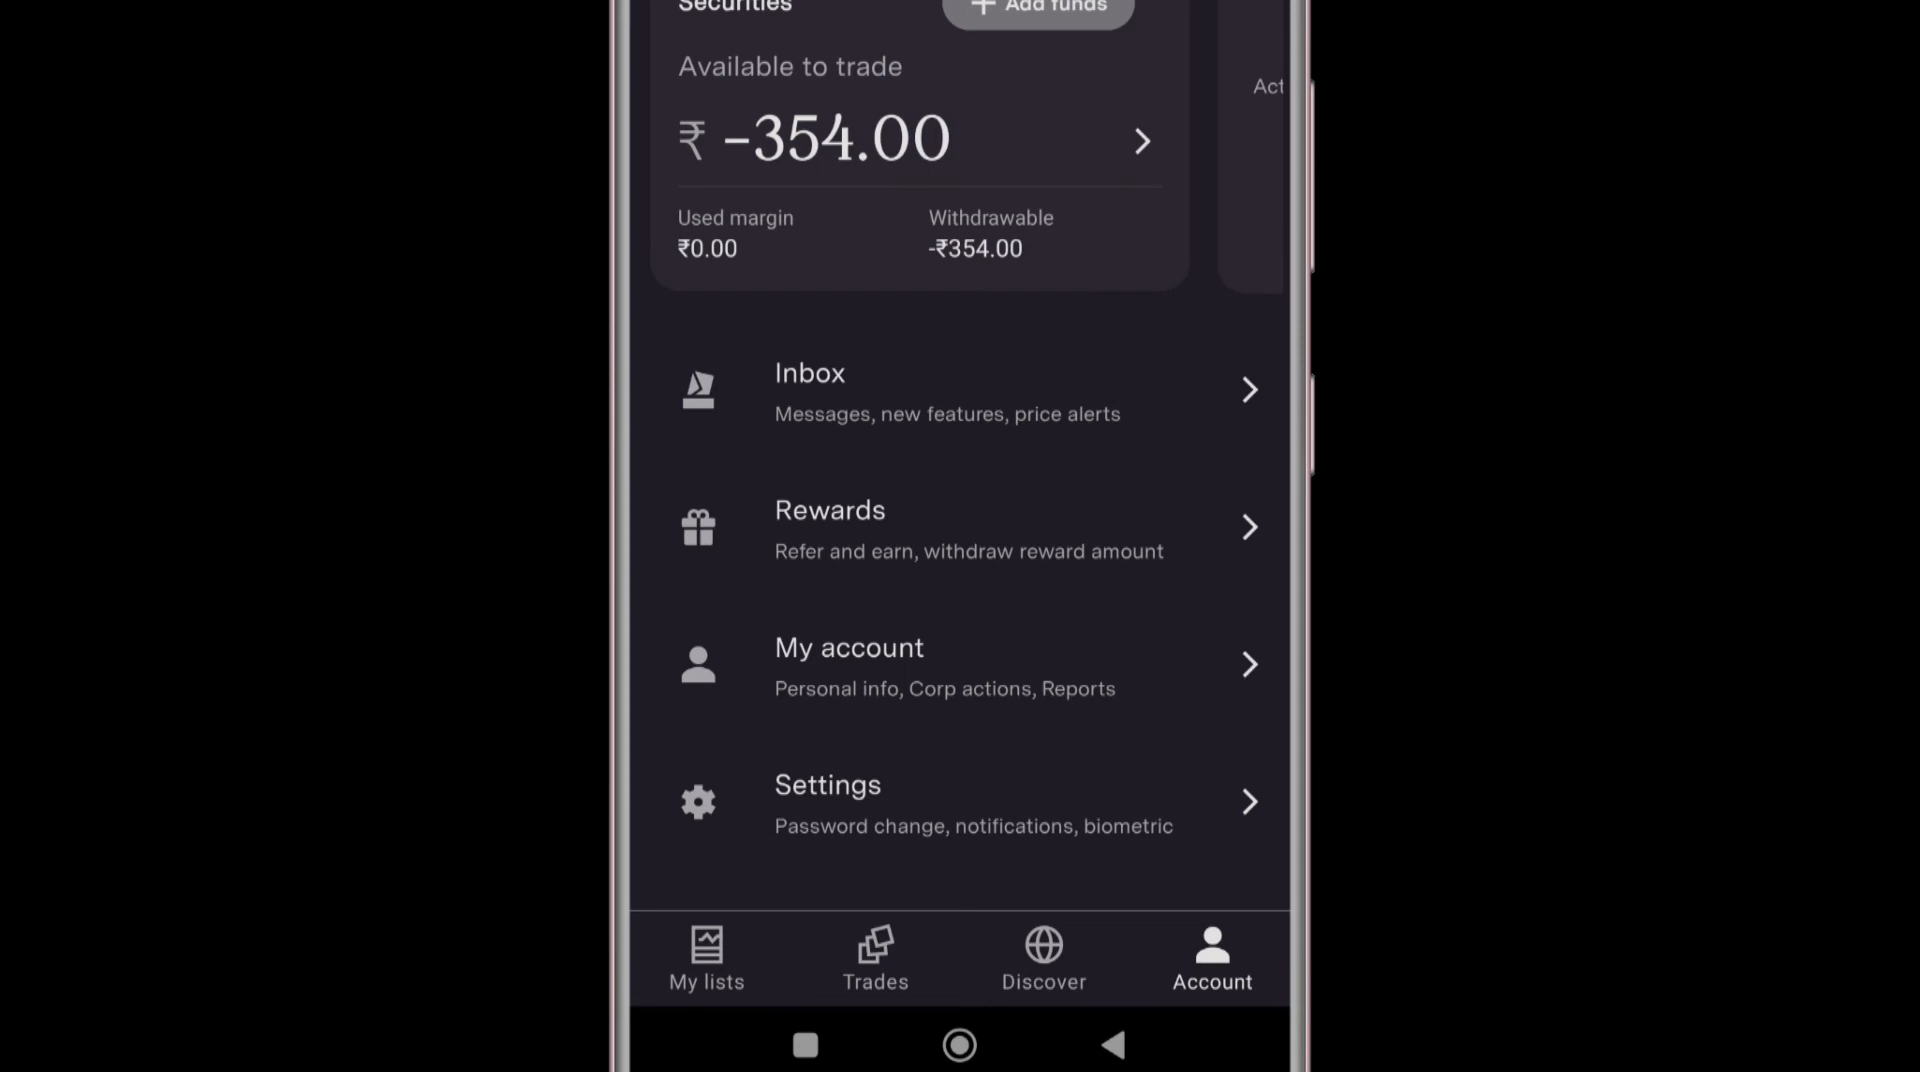 Securities
Add funds
Available to trade
₹ -354.00
Act
Used margin
Withdrawable
₹0.00
-₹354.00
Inbox
Messages, new features, price alerts
Rewards
Refer and earn, withdraw reward amount
My account
Personal info, Corp actions, Reports
Settings
Password change, notifications, biometric
My lists
Trades
Discover
Account